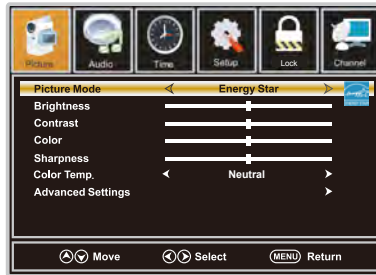 Picture Audio Time Setup Lock Channel
Picture Mode Energy Star
Brightness
Contrast
Color
Sharpness
Color Temp. Neutral
Advanced Settings
Move Select MENU Return